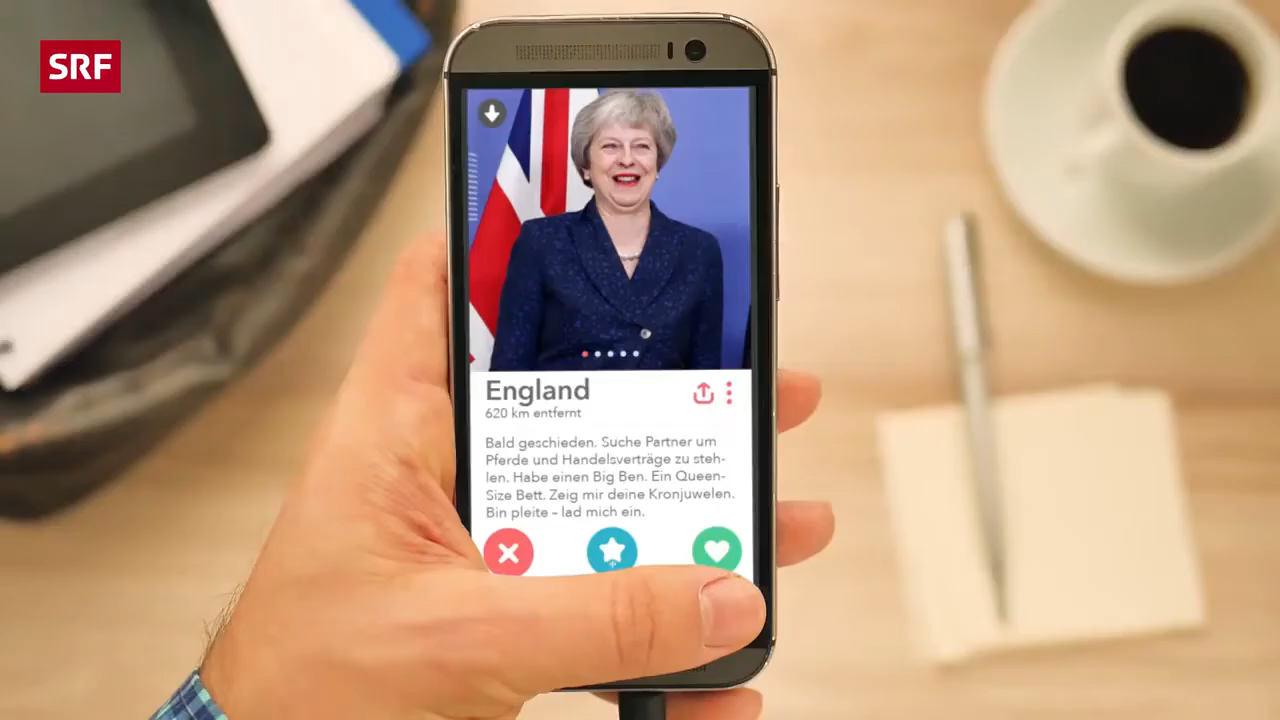 SRF
England
620 km entfernt
Bald geschieden. Suche Partner um
Pferde und Handelsverträge zu steh-
len. Habe einen Big Ben. Ein Queen-
Size Bett. Zeig mir deine Kronjuwelen.
Bin pleite – lad mich ein.